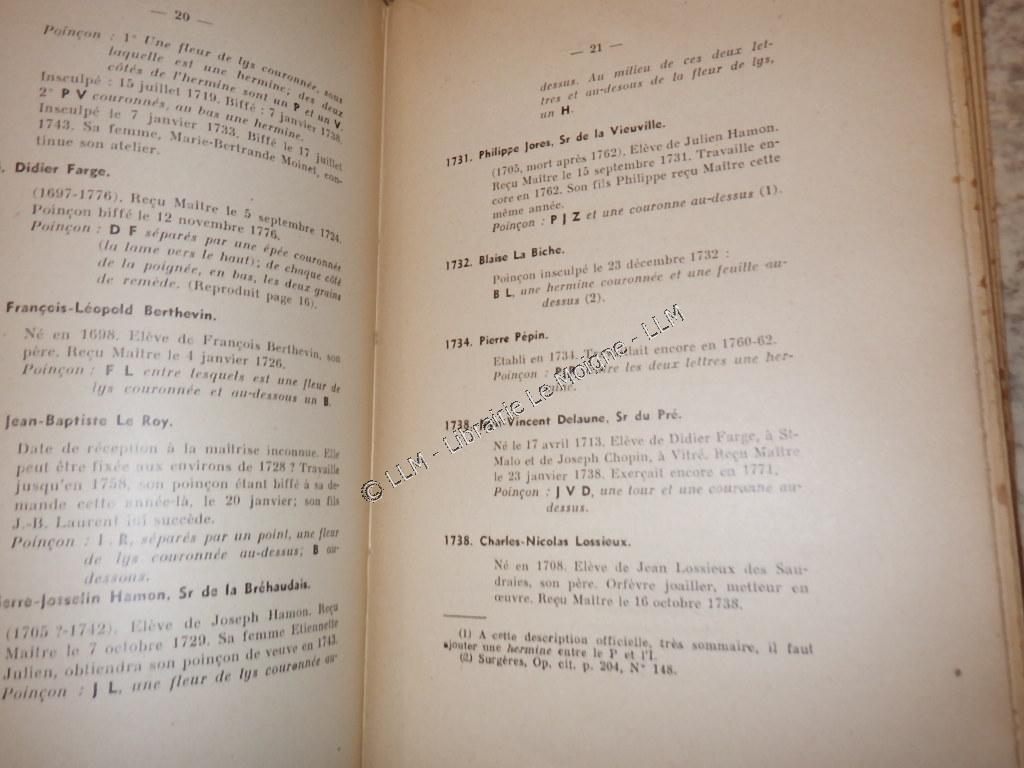 — 20 —
Poinçon : 1° Une fleur de lys couronnée, sous
laquelle est une hermine; des deux
côtés de l'hermine sont un P et un V.
Insculpé : 15 juillet 1719. Biffé : 7 janvier 1738.
2° P V couronnés, au bas une hermine.
Insculpé le 7 janvier 1733. Biffé le 17 juillet
1743. Sa femme, Marie-Bertrande Moinet, con-
tinue son atelier.
Didier Farge.
(1697-1776). Reçu Maître le 5 septembre 1724.
Poinçon biffé le 12 novembre 1776.
Poinçon : D F séparés par une épée couronnée
(la lame vers le haut); de chaque côté
de la poignée, en bas, les deux grains
de remède. (Reproduit page 16).
François-Léopold Berthevin.
Né en 1698. Elève de François Berthevin, son
père. Reçu Maître le 4 janvier 1726.
Poinçon : F L entre lesquels est une fleur de
lys couronnée et au-dessous un B.
Jean-Baptiste Le Roy.
Date de réception à la maîtrise inconnue. Elle
peut être fixée aux environs de 1728 ? Travaille
jusqu'en 1758, son poinçon étant biffé à sa de-
mande cette année-là, le 20 janvier; son fils
J.-B. Laurent lui succède.
Poinçon : L. R, séparés par un point, une fleur
de lys couronnée au-dessus; B au-
dessous.
erre-Josselin Hamon, Sr de la Bréhaudais.
(1705 ?-1742). Elève de Joseph Hamon. Reçu
Maître le 7 octobre 1729. Sa femme Etiennette
Julien, obtiendra son poinçon de veuve en 1743.
Poinçon : J L, une fleur de lys couronnée au-
— 21 —
dessus. Au milieu de ces deux let-
tres et au-desous de la fleur de lys,
un H.
1731. Philippe Jores, Sr de la Vieuville.
(1705, mort après 1762). Elève de Julien Hamon.
Reçu Maître le 15 septembre 1731. Travaille en-
core en 1762. Son fils Philippe reçu Maître cette
même année.
Poinçon : P J Z et une couronne au-dessus (1).
1732. Blaise La Biche.
Poinçon insculpé le 23 décembre 1732 :
B L, une hermine couronnée et une feuille au-
dessus (2).
1734. Pierre Pépin.
Etabli en 1734. Travaillait encore en 1760-62.
Poinçon : P P, entre les deux lettres une her-
mine.
1738. Vincent Delaune, Sr du Pré.
Né le 17 avril 1713. Elève de Didier Farge, à St-
Malo et de Joseph Chopin, à Vitré. Reçu Maître
le 23 janvier 1738. Exerçait encore en 1771.
Poinçon : J V D, une tour et une couronne au-
dessus.
1738. Charles-Nicolas Lossieux.
Né en 1708. Elève de Jean Lossieux des Sau-
draies, son père. Orfèvre joailler, metteur en
œuvre. Reçu Maître le 16 octobre 1738.
(1) A cette description officielle, très sommaire, il faut
ajouter une hermine entre le P et l'I.
(2) Surgères, Op. cit. p. 204, N° 148.
© LLM - Librairie Le Moigne - LLM